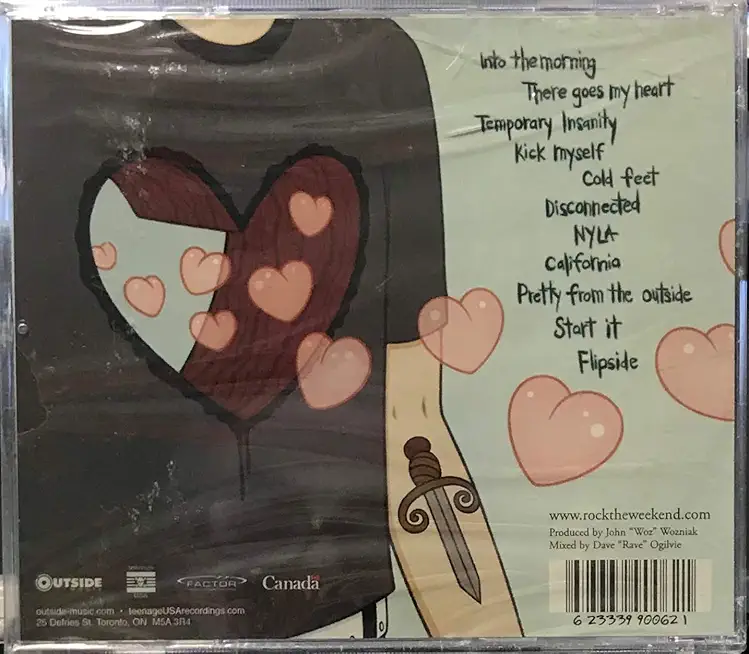 Into the morning
There goes my heart
Temporary Insanity
Kick myself
Cold feet
Disconnected
NYLA
California
Pretty from the outside
Start it
Flipside
www.rocktheweekend.com
Produced by John "Woz" Wozniak
Mixed by Dave "Rave" Ogilvie
6 23339 90062 1
OUTSIDE
USA
FACTOR
Canada
outside-music.com • teenageUSArecordings.com
25 Defries St. Toronto, ON M5A 3R4